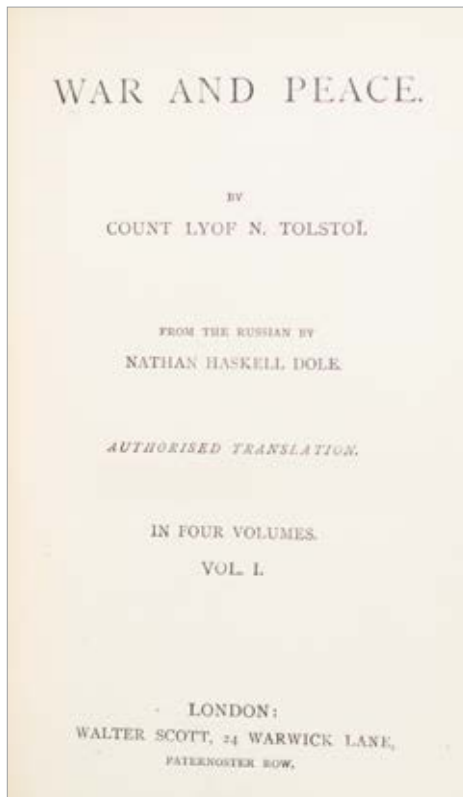 WAR AND PEACE.
BY
COUNT LYOF N. TOLSTOÏ.
FROM THE RUSSIAN BY
NATHAN HASKELL DOLE.
AUTHORISED TRANSLATION.
IN FOUR VOLUMES.
VOL. I.
LONDON:
WALTER SCOTT, 24 WARWICK LANE,
PATERNOSTER ROW.